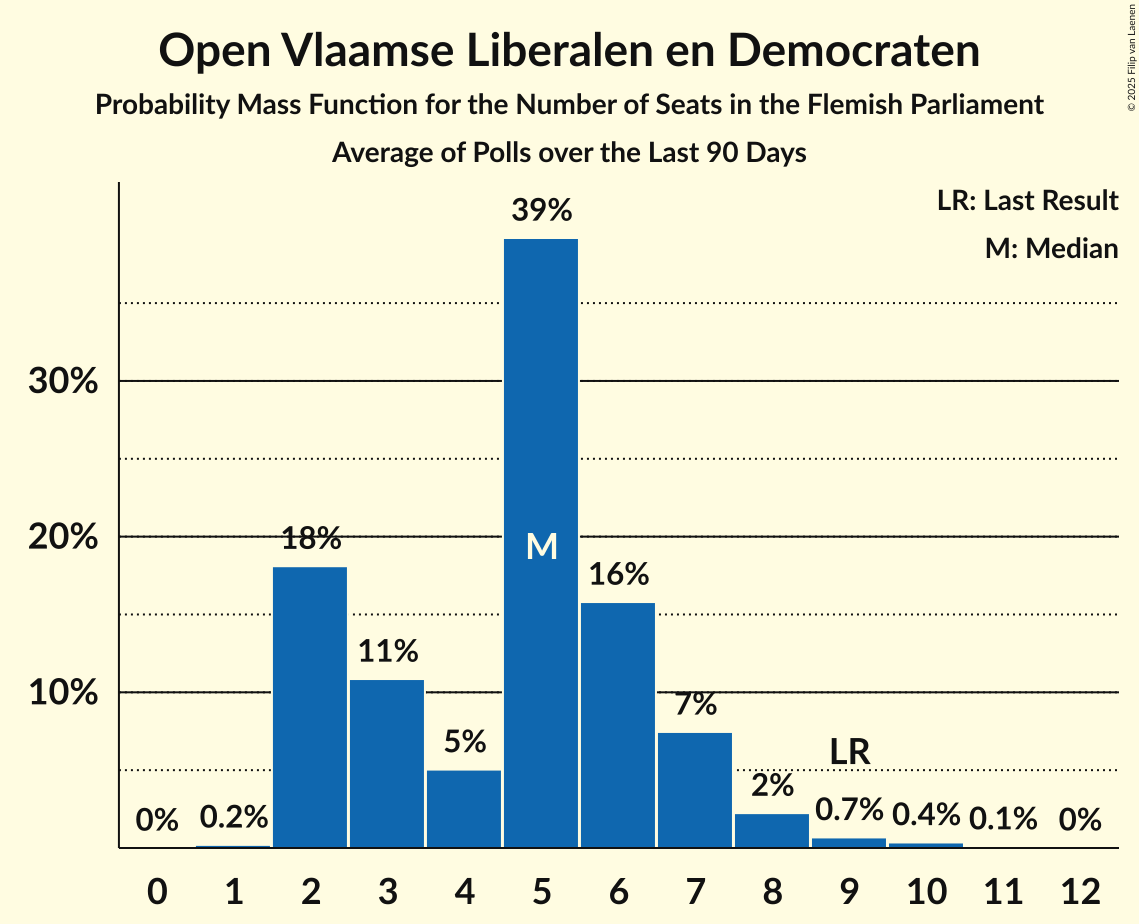 © 2025 Filip van Laenen
Open Vlaamse Liberalen en Democraten
Probability Mass Function for the Number of Seats in the Flemish Parliament
Average of Polls over the Last 90 Days
LR: Last Result
M: Median
39%
30%
20%
18%
M
16%
11%
10%
7%
5%
LR
2%
0%
0.2%
0.7%
0.4%
0.1%
0%
0 1 2 3 4 5 6 7 8 9 10 11 12